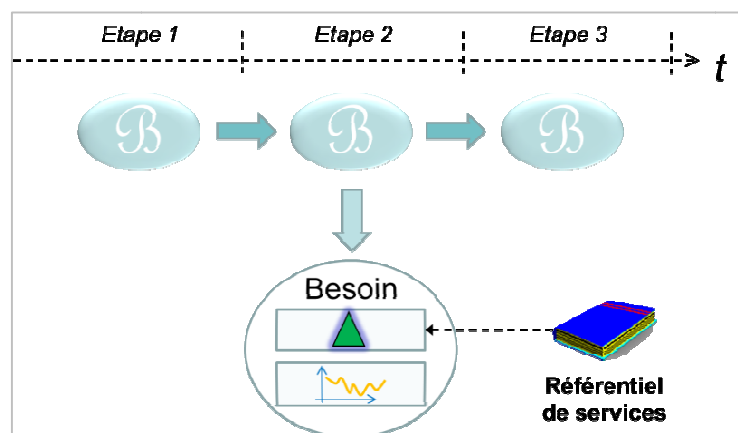 Etape 1 Etape 2 Etape 3
t
B B B
Besoin
Référentiel
de services